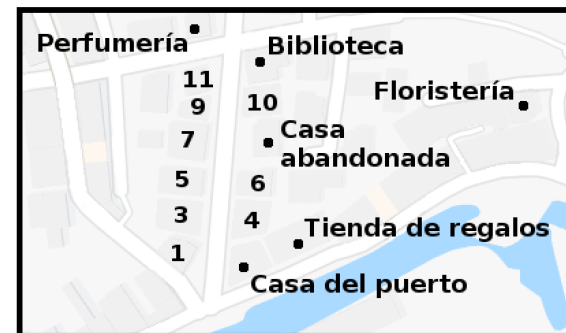 Perfumería
Biblioteca
11
9
10
Floristería
7
Casa
abandonada
5
6
3
4
Tienda de regalos
1
Casa del puerto